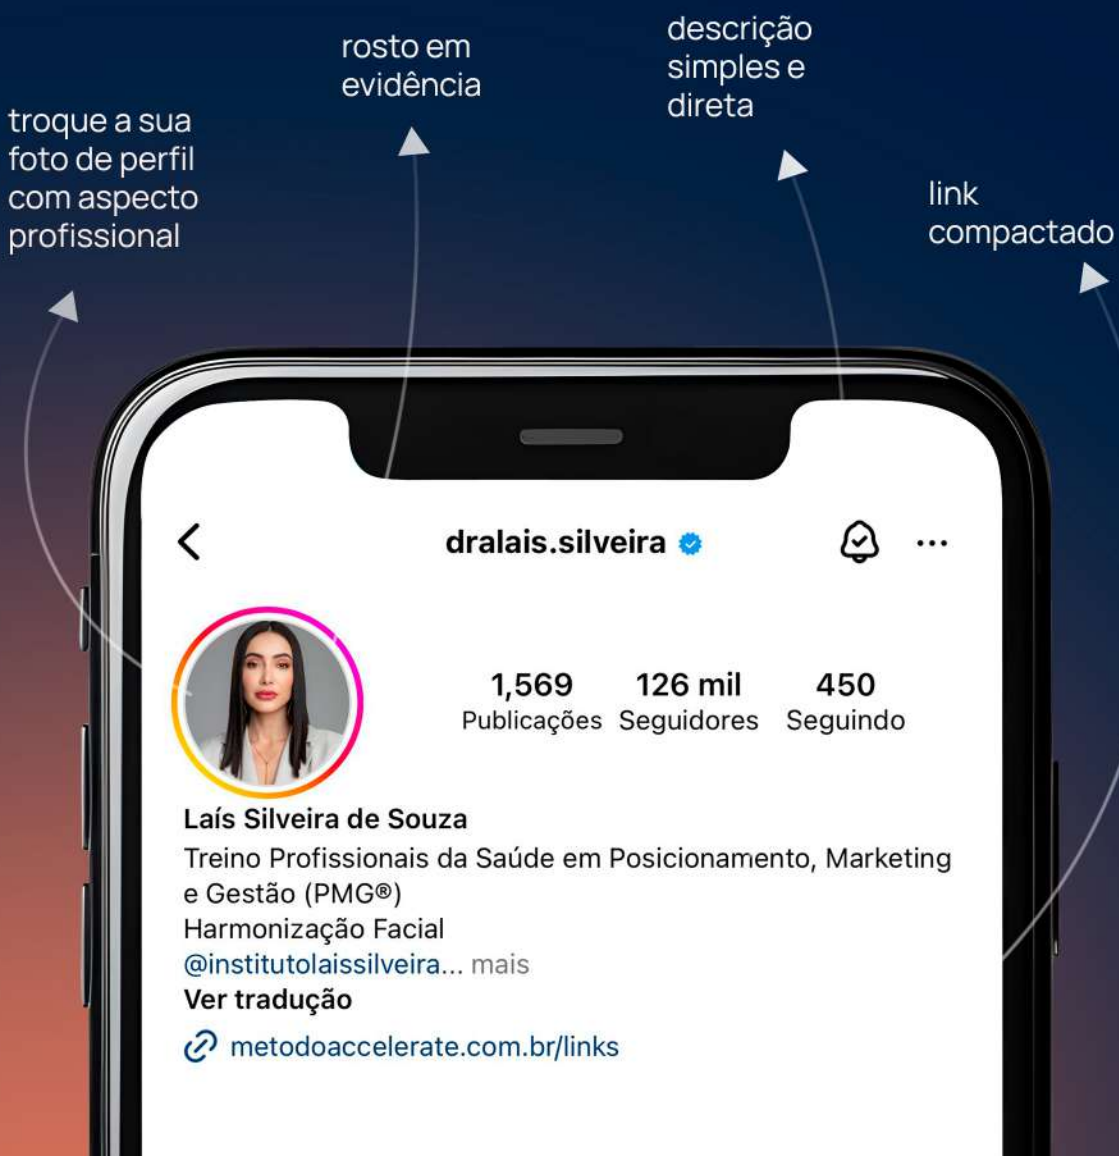 troque a sua
foto de perfil
com aspecto
profissional
rosto em
evidência
descrição
simples e
direta
link
compactado
dralais.silveira
1,569
Publicações
126 mil
Seguidores
450
Seguindo
Laís Silveira de Souza
Treino Profissionais da Saúde em Posicionamento, Marketing
e Gestão (PMG®)
Harmonização Facial
@institutolaissilveira... mais
Ver tradução
metodoaccelerate.com.br/links